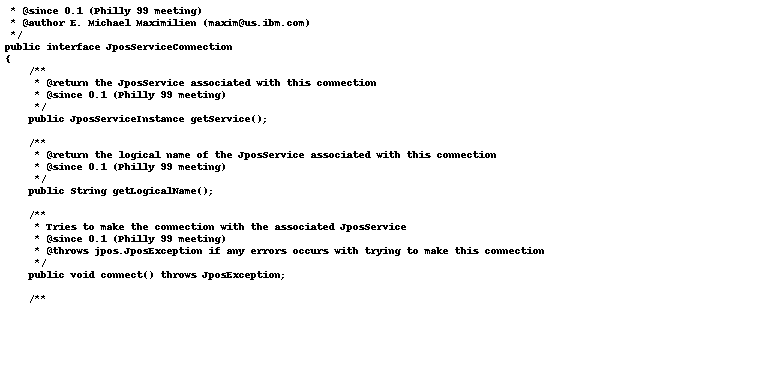 * @since 0.1 (Philly 99 meeting)
 * @author E. Michael Maximilien (maxim@us.ibm.com)
 */
public interface JposServiceConnection
{
    /**
     * @return the JposService associated with this connection
     * @since 0.1 (Philly 99 meeting)
     */
    public JposServiceInstance getService();

    /**
     * @return the logical name of the JposService associated with this connection
     * @since 0.1 (Philly 99 meeting)
     */
    public String getLogicalName();

    /**
     * Tries to make the connection with the associated JposService
     * @since 0.1 (Philly 99 meeting)
     * @throws jpos.JposException if any errors occurs with trying to make this connection
     */
    public void connect() throws JposException;

    /**